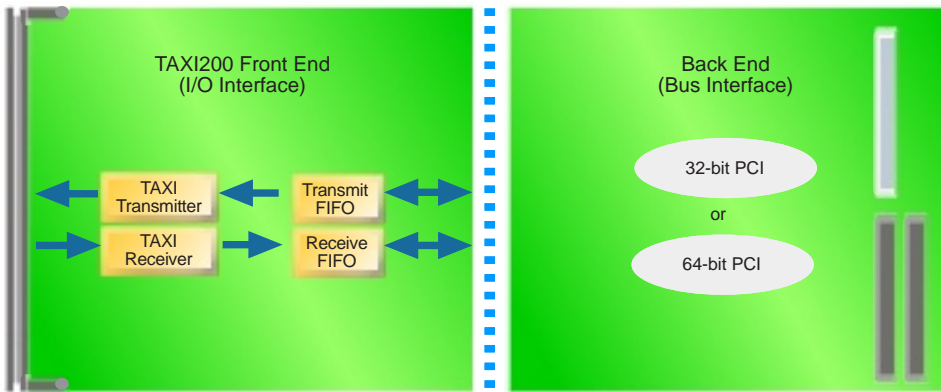 TAXI200 Front End
(I/O Interface)
Back End
(Bus Interface)
TAXI
Transmitter
Transmit
FIFO
TAXI
Receiver
Receive
FIFO
32-bit PCI
or
64-bit PCI